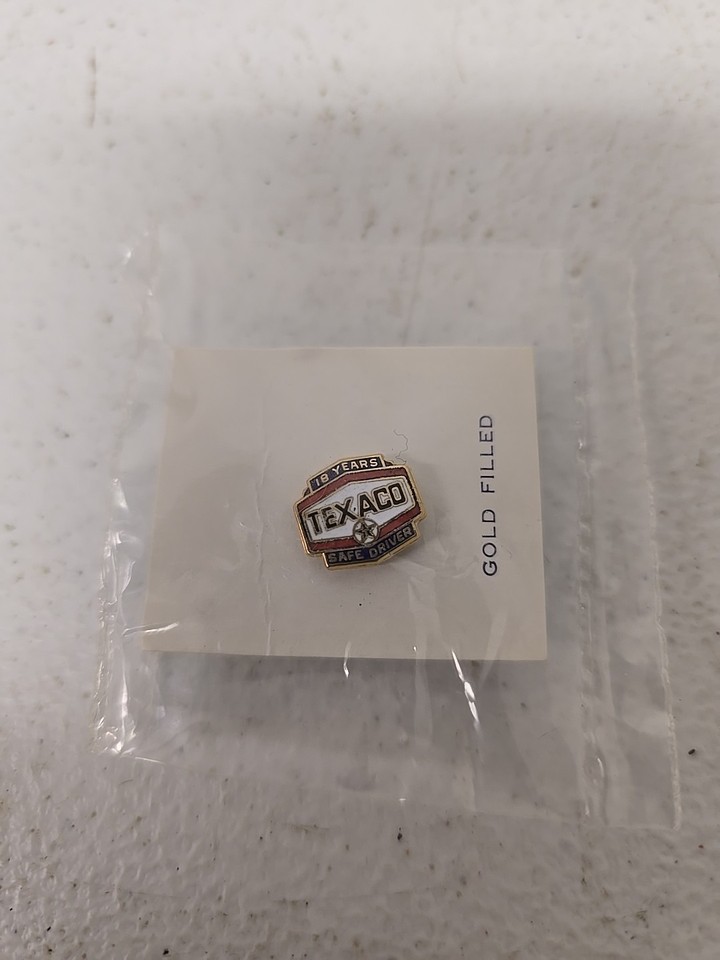 18 YEARS
TEXACO
SAFE DRIVER
GOLD FILLED